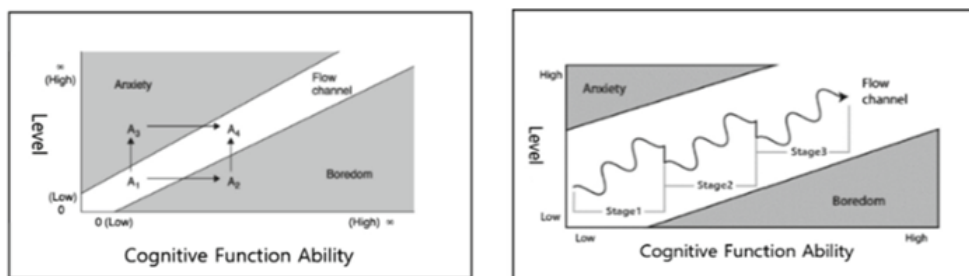 ∞
(High)
Anxiety
Flow
channel
A3
A4
Level
A1
A2
Boredom
(Low)
0
0 (Low)
(High) ∞
Cognitive Function Ability
High
Anxiety
Flow
channel
Level
Stage3
Stage2
Stage1
Boredom
Low
Low
High
Cognitive Function Ability